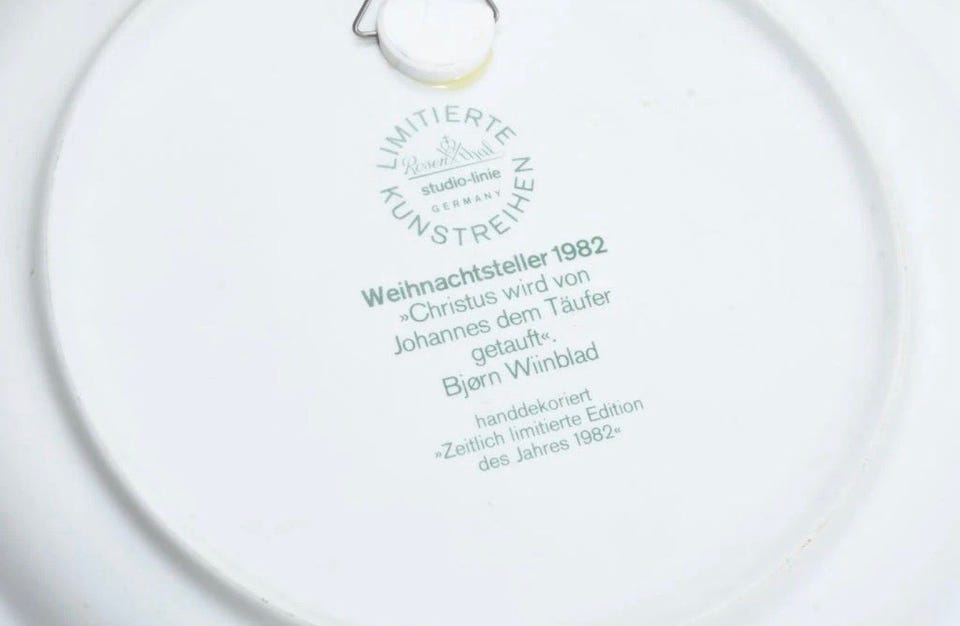 LIMITIERTE
Rosenthal
studio-linie
GERMANY
KUNSTREIHEN
Weihnachtsteller 1982
»Christus wird von
Johannes dem Täufer
getauft«.
Bjørn Wiinblad
handdekoriert
»Zeitlich limitierte Edition
des Jahres 1982«